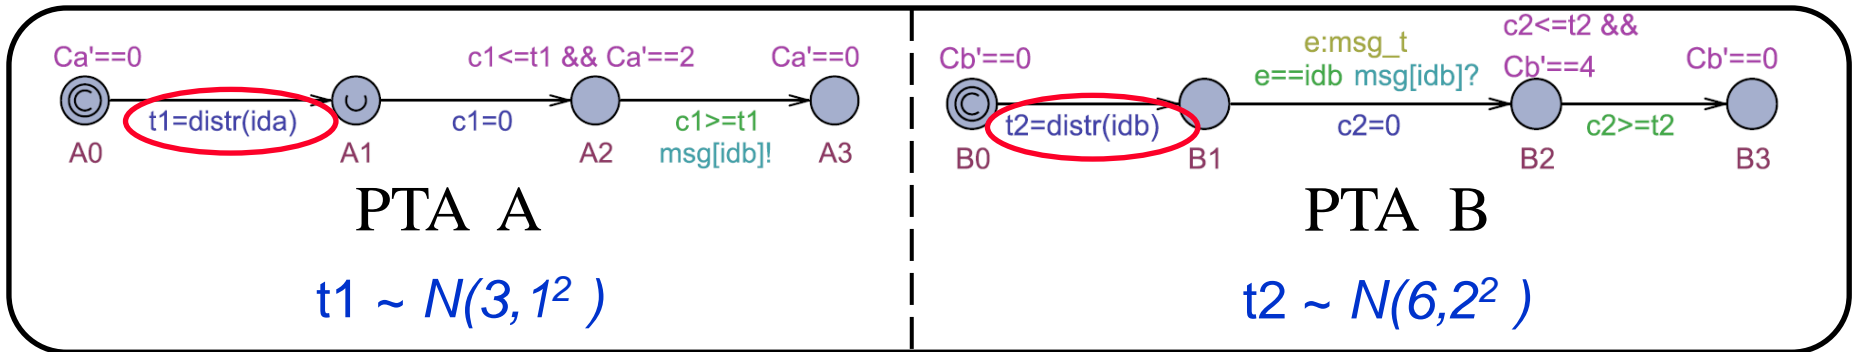 Ca'==0
c1<=t1 && Ca'==2
Ca'==0
t1=distr(ida)
c1=0
c1>=t1
msg[idb]!
A0
A1
A2
A3
PTA A
t1 ~ N(3,1² )
c2<=t2 &&
Cb'==4
Cb'==0
e:msg_t
e==idb msg[idb]?
Cb'==0
t2=distr(idb)
c2=0
c2>=t2
B0
B1
B2
B3
PTA B
t2 ~ N(6,2² )